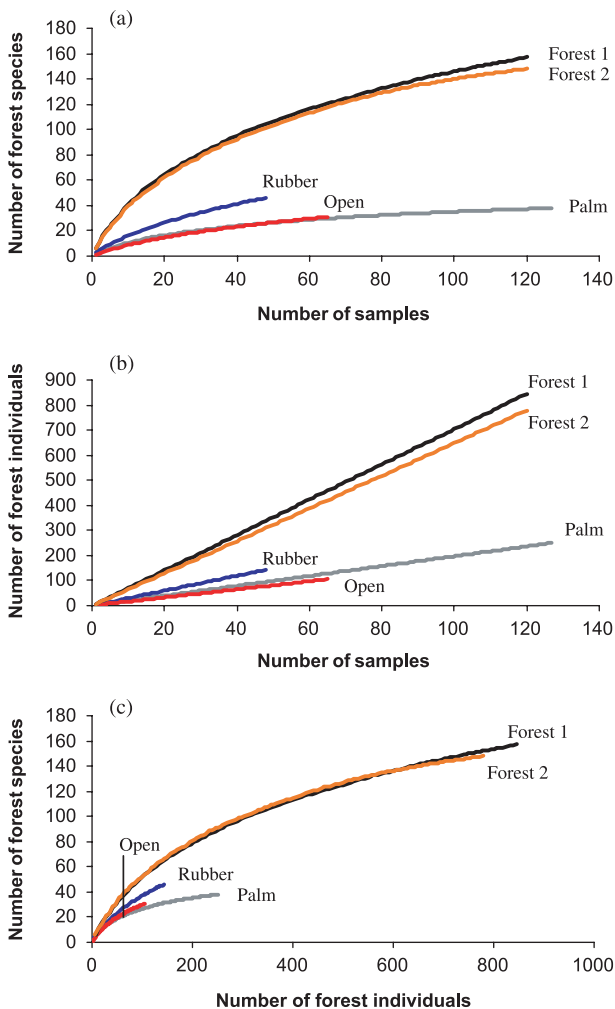 (a)
Number of forest species
180
160
140
120
100
80
60
40
20
0
Forest 1
Forest 2
Rubber
Open
Palm
0 20 40 60 80 100 120 140
Number of samples
(b)
Number of forest individuals
900
800
700
600
500
400
300
200
100
0
Forest 1
Forest 2
Palm
Rubber
Open
0 20 40 60 80 100 120 140
Number of samples
(c)
Number of forest species
180
160
140
120
100
80
60
40
20
0
Forest 1
Forest 2
Open
Rubber
Palm
0 200 400 600 800 1000
Number of forest individuals